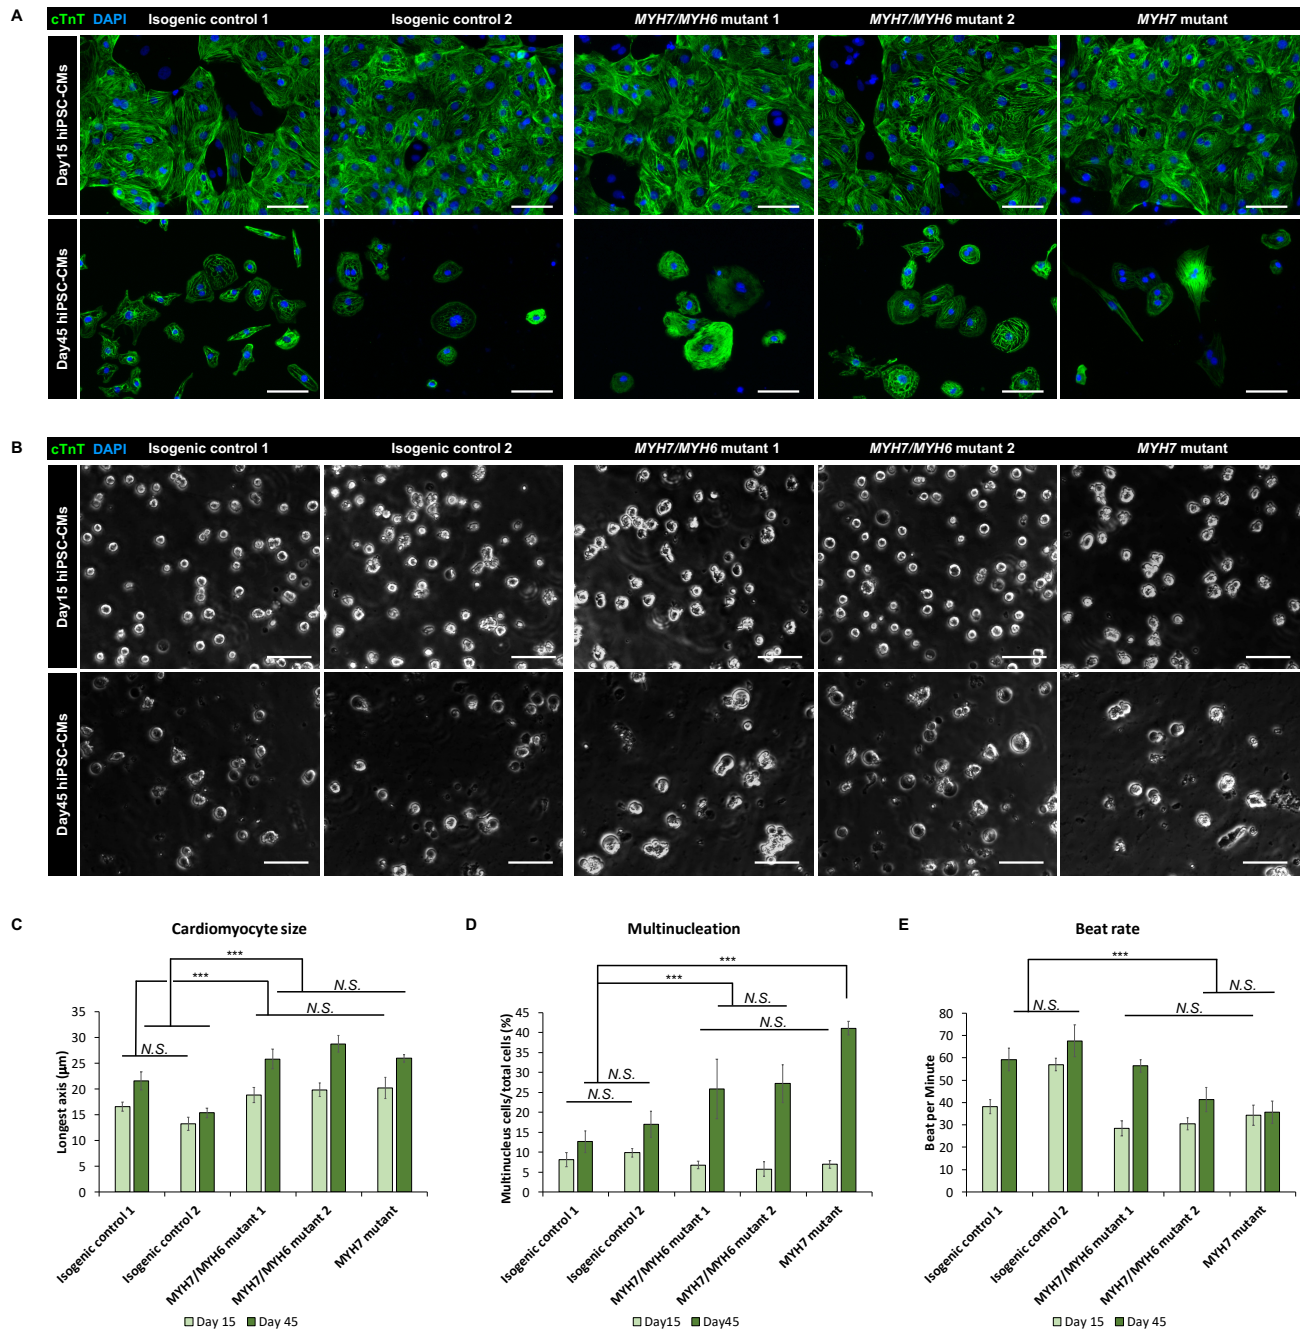 A
cTnT DAPI Isogenic control 1 Isogenic control 2 MYH7/MYH6 mutant 1 MYH7/MYH6 mutant 2 MYH7 mutant
Day15 hiPSC-CMs
Day45 hiPSC-CMs
B
cTnT DAPI Isogenic control 1 Isogenic control 2 MYH7/MYH6 mutant 1 MYH7/MYH6 mutant 2 MYH7 mutant
Day15 hiPSC-CMs
Day45 hiPSC-CMs
C
Cardiomyocyte size
***
***
N.S.
N.S.
N.S.
Longest axis (µm)
35
30
25
20
15
10
5
0
Isogenic control 1
Isogenic control 2
MYH7/MYH6 mutant 1
MYH7/MYH6 mutant 2
MYH7 mutant
Day 15 Day 45
D
Multinucleation
***
***
N.S.
N.S.
N.S.
N.S.
Multinucleus cells/total cells (%)
45
40
35
30
25
20
15
10
5
0
Isogenic control 1
Isogenic control 2
MYH7/MYH6 mutant 1
MYH7/MYH6 mutant 2
MYH7 mutant
Day15 Day45
E
Beat rate
***
N.S.
N.S.
N.S.
Beat per Minute
80
70
60
50
40
30
20
10
0
Isogenic control 1
Isogenic control 2
MYH7/MYH6 mutant 1
MYH7/MYH6 mutant 2
MYH7 mutant
Day 15 Day 45